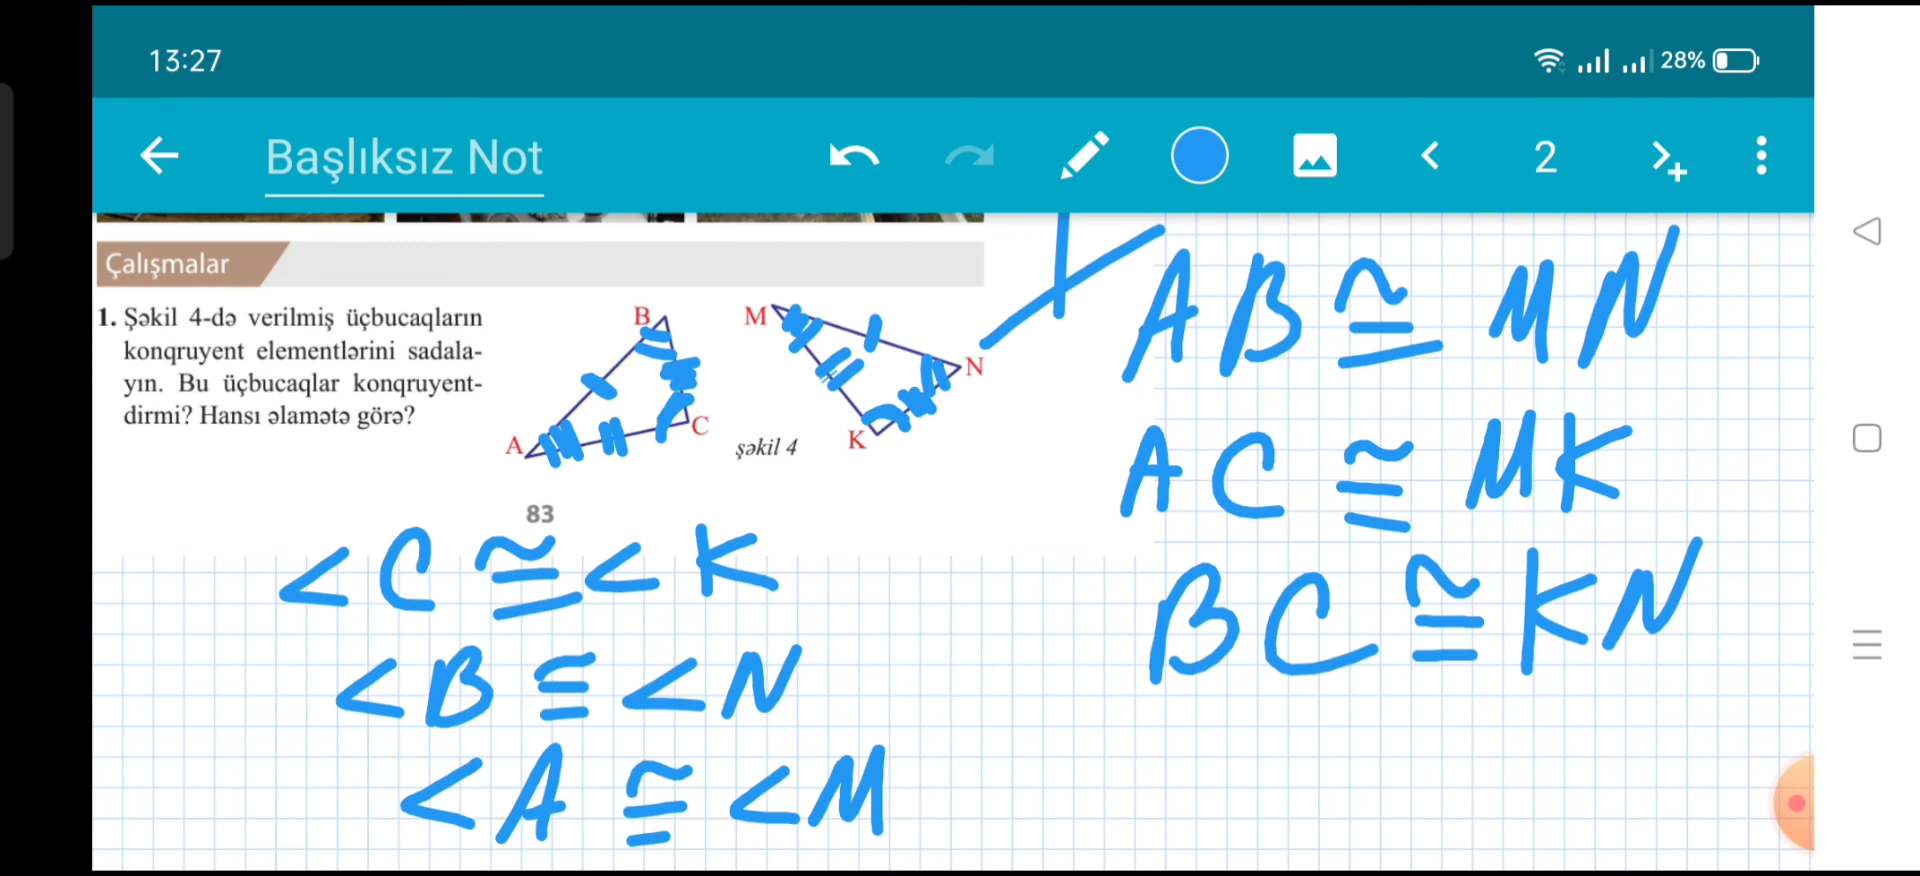 13:27
28%
Başlıksız Not
2
Çalışmalar
1. Şəkil 4-də verilmiş üçbucaqların
konqruyent elementlərini sadala-
yın. Bu üçbucaqlar konqruyent-
dirmi? Hansı əlamətə görə?
B
A
C
M
N
K
şəkil 4
83
AB ≅ MN
AC ≅ MK
BC ≅ KN
<C ≅ <K
<B ≅ <N
<A ≅ <M